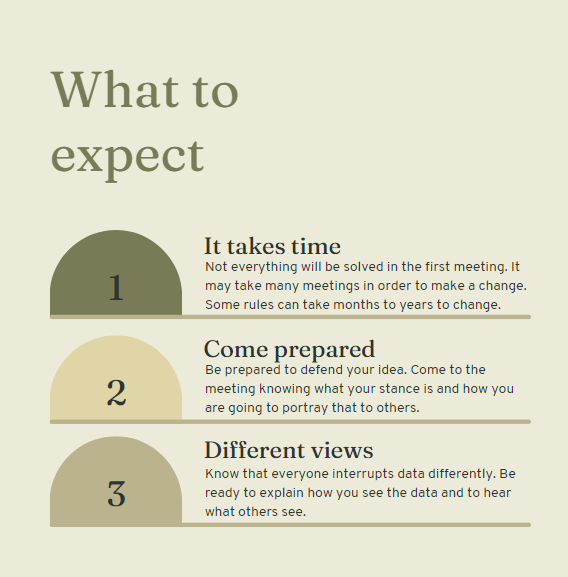 What to
expect
1
It takes time
Not everything will be solved in the first meeting. It
may take many meetings in order to make a change.
Some rules can take months to years to change.
2
Come prepared
Be prepared to defend your idea. Come to the
meeting knowing what your stance is and how you
are going to portray that to others.
3
Different views
Know that everyone interrupts data differently. Be
ready to explain how you see the data and to hear
what others see.